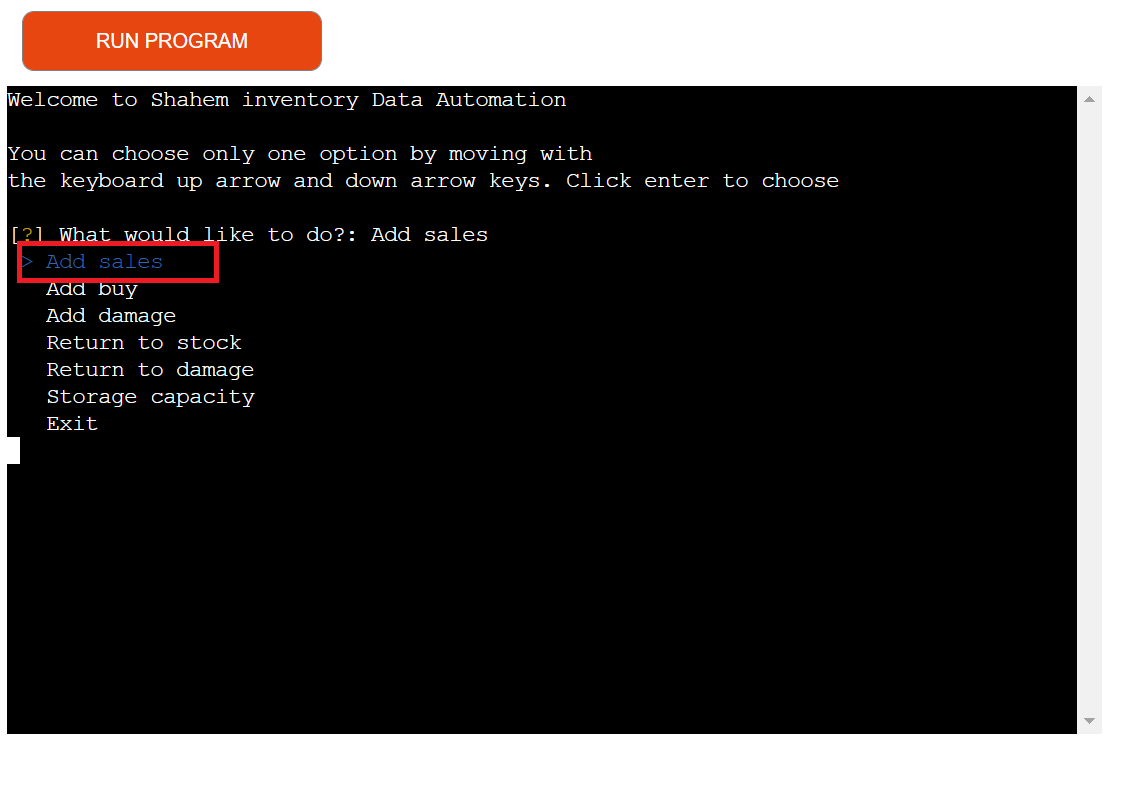 RUN PROGRAM
Welcome to Shahem inventory Data Automation
You can choose only one option by moving with
the keyboard up arrow and down arrow keys. Click enter to choose
[?] What would like to do?: Add sales
> Add sales
Add buy
Add damage
Return to stock
Return to damage
Storage capacity
Exit